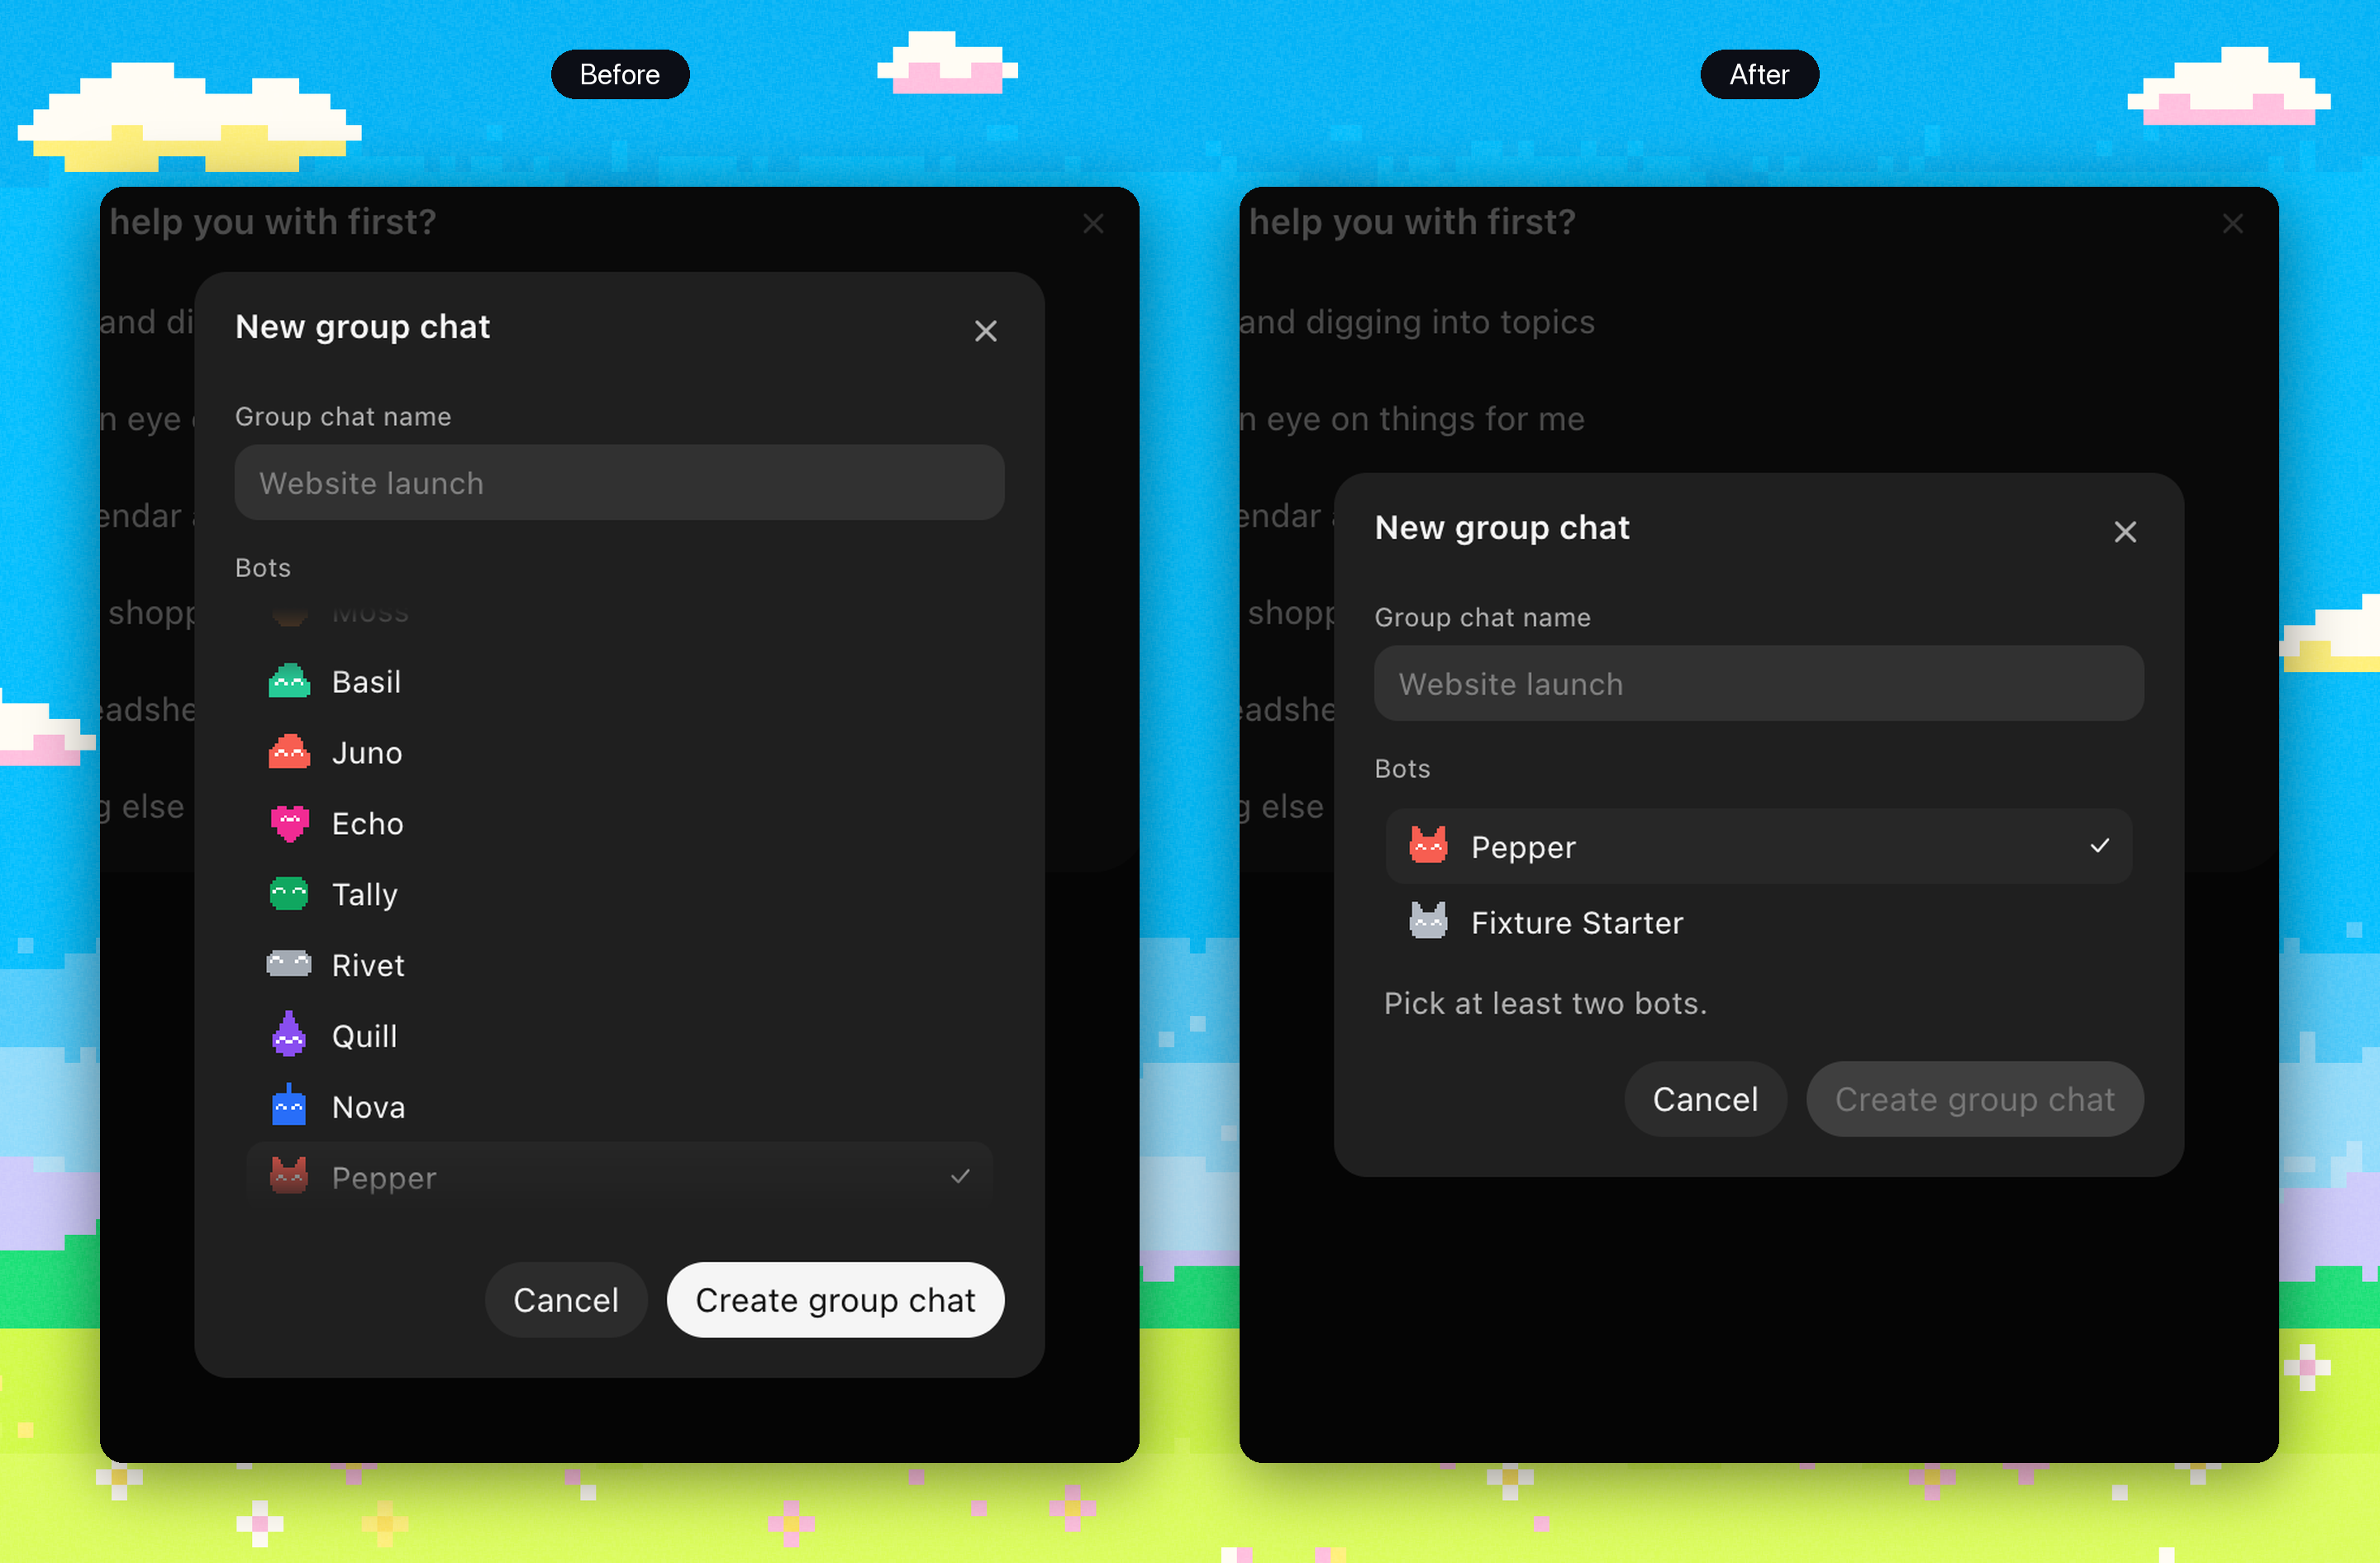 Before
After
help you with first?
New group chat
and di
Group chat name
n eye
Website launch
endar
Bots
shopp
Moss
Basil
eadshe
Juno
g else
Echo
Tally
Rivet
Quill
Nova
Pepper
Cancel
Create group chat
help you with first?
and digging into topics
n eye on things for me
New group chat
endar
Group chat name
shopp
Website launch
eadshe
Bots
g else
Pepper
Fixture Starter
Pick at least two bots.
Cancel
Create group chat